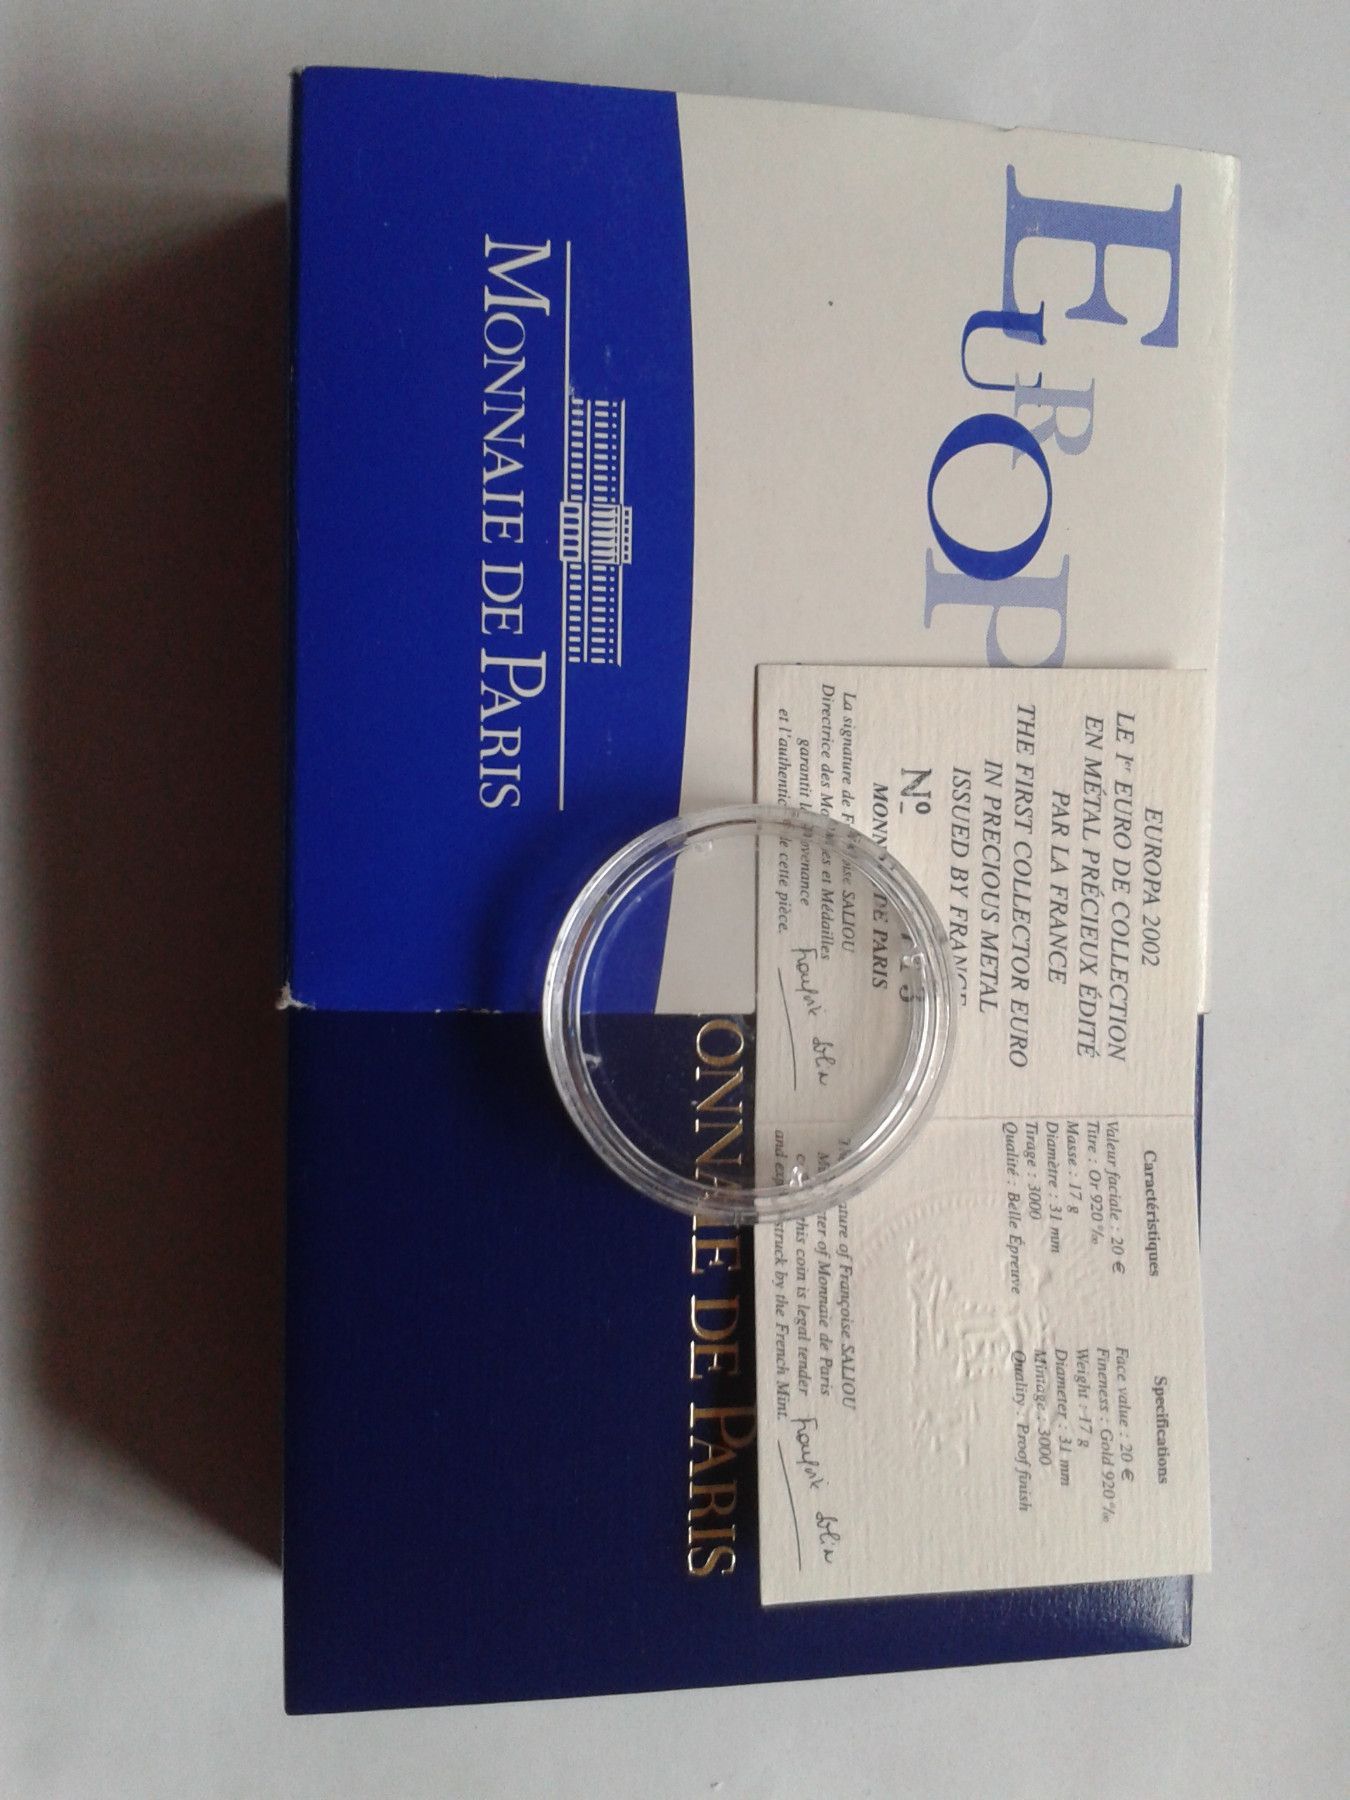 EUROP
MONNAIE DE PARIS
EUROPA 2002
LE 1er EURO DE COLLECTION
EN MÉTAL PRÉCIEUX ÉDITÉ
PAR LA FRANCE
THE FIRST COLLECTOR EURO
IN PRECIOUS METAL
ISSUED BY FRANCE
No
MONNAIE DE PARIS
La signature de Françoise SALIOU
Directrice des Monnaies et Médailles
garantit la provenance
et l'authenticité de cette pièce.
Caractéristiques
Valeur faciale : 20 €
Titre : Or 920‰
Masse : 17 g
Diamètre : 31 mm
Tirage : 3000
Qualité : Belle Épreuve
Specifications
Face value : 20 €
Fineness : Gold 920‰
Weight : 17 g
Diameter : 31 mm
Mintage : 3000
Quality : Proof finish
of Françoise SALIOU
of Monnaie de Paris
this coin is legal tender
and struck by the French Mint.
ONNAIE DE PARIS